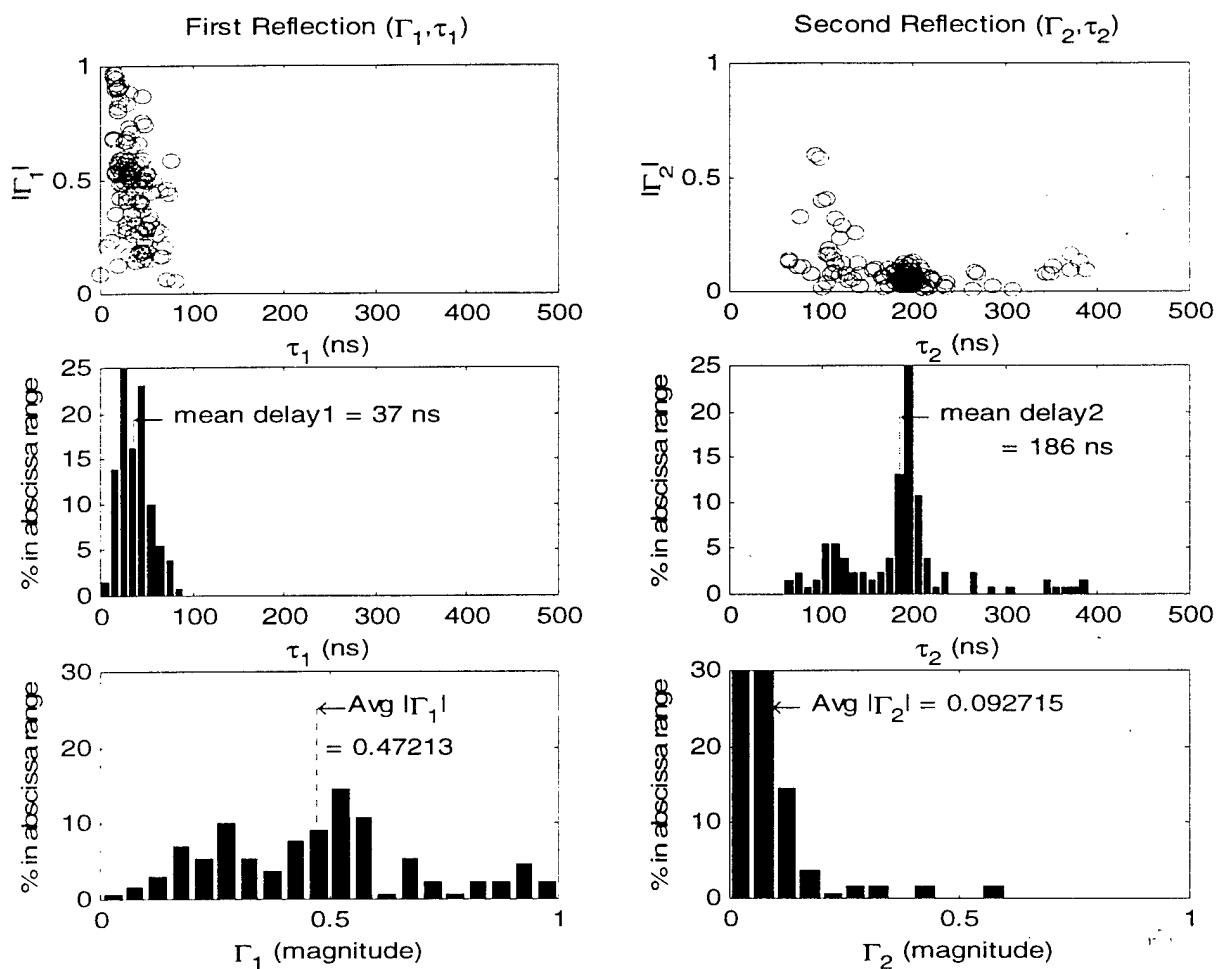 First Reflection (Γ1,τ1)
1
0.5
0
|Γ1|
0 100 200 300 400 500
τ1 (ns)
Second Reflection (Γ2,τ2)
1
0.5
0
|Γ2|
0 100 200 300 400 500
τ2 (ns)
25
20
15
10
5
0
% in abscissa range
mean delay1 = 37 ns
0 100 200 300 400 500
τ1 (ns)
25
20
15
10
5
0
% in abscissa range
mean delay2
= 186 ns
0 100 200 300 400 500
τ2 (ns)
30
20
10
0
% in abscissa range
Avg |Γ1|
= 0.47213
0 0.5 1
Γ1 (magnitude)
30
20
10
0
% in abscissa range
Avg |Γ2| = 0.092715
0 0.5 1
Γ2 (magnitude)